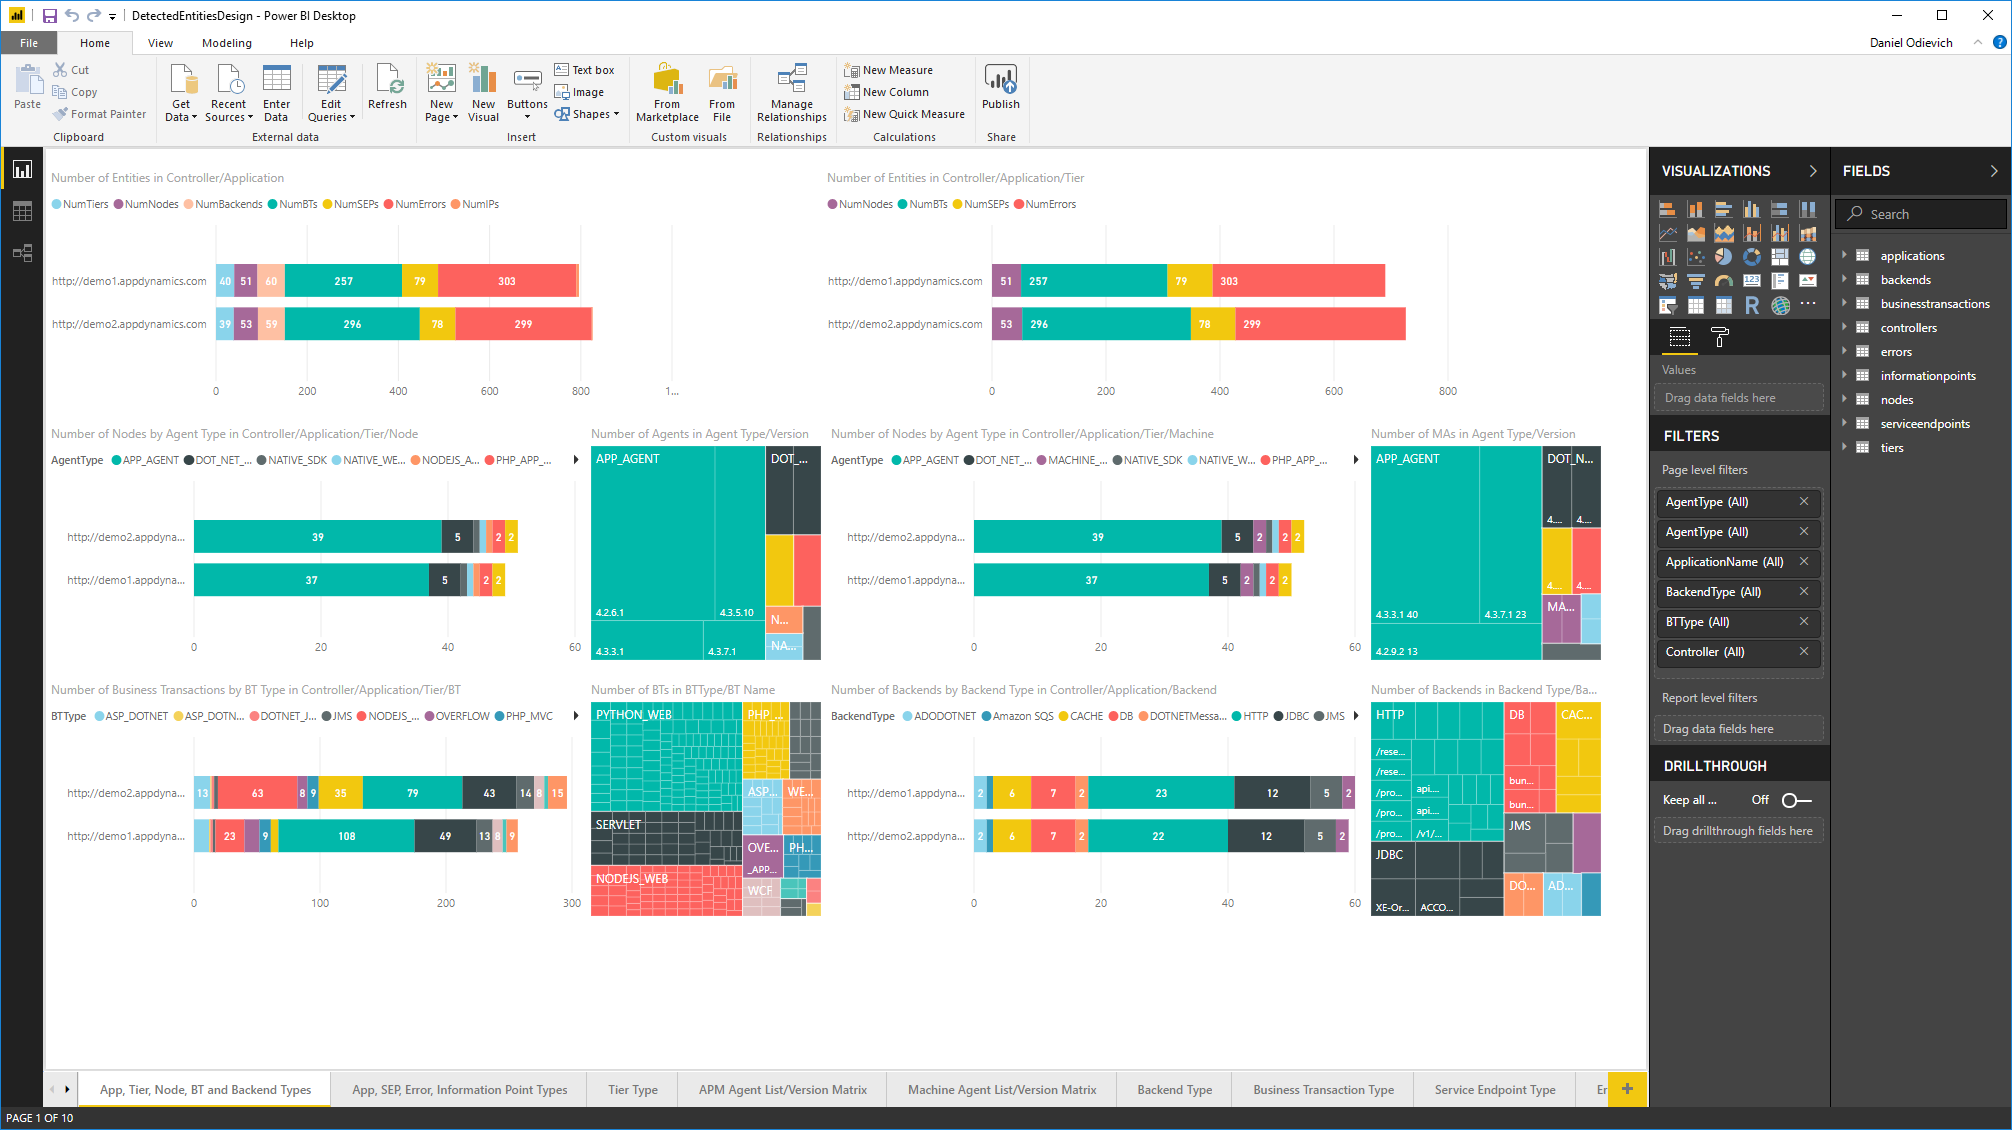 DetectedEntitiesDesign - Power BI Desktop
File Home View Modeling Help
Daniel Odievich
Paste
Cut
Copy
Format Painter
Clipboard
Get Data
Recent Sources
Enter Data
Edit Queries
Refresh
External data
New Page
New Visual
Buttons
Text box
Image
Shapes
Insert
From Marketplace
From File
Custom visuals
Manage Relationships
Relationships
New Measure
New Column
New Quick Measure
Calculations
Publish
Share
Number of Entities in Controller/Application
NumTiers NumNodes NumBackends NumBTs NumSEPs NumErrors NumIPs
http://demo1.appdynamics.com 40 51 60 257 79 303
http://demo2.appdynamics.com 39 53 59 296 78 299
0 200 400 600 800 1...
Number of Entities in Controller/Application/Tier
NumNodes NumBTs NumSEPs NumErrors
http://demo1.appdynamics.com 51 257 79 303
http://demo2.appdynamics.com 53 296 78 299
0 200 400 600 800
Number of Nodes by Agent Type in Controller/Application/Tier/Node
AgentType APP_AGENT DOT_NET_... NATIVE_SDK NATIVE_WE... NODEJS_A... PHP_APP_...
http://demo2.appdyna... 39 5 2 2
http://demo1.appdyna... 37 5 2 2
0 20 40 60
Number of Agents in Agent Type/Version
APP_AGENT DOT_...
4.2.6.1 4.3.5.10
N...
4.3.3.1 4.3.7.1 NA...
Number of Nodes by Agent Type in Controller/Application/Tier/Machine
AgentType APP_AGENT DOT_NET_... MACHINE_... NATIVE_SDK NATIVE_W... PHP_APP_...
http://demo2.appdyna... 39 5 2 2 2
http://demo1.appdyna... 37 5 2 2 2
0 20 40 60
Number of MAs in Agent Type/Version
APP_AGENT DOT_N...
4.... 4....
4.... 4....
4.3.3.1 40 4.3.7.1 23 MA...
4.2.9.2 13
Number of Business Transactions by BT Type in Controller/Application/Tier/BT
BTType ASP_DOTNET ASP_DOTN... DOTNET_J... JMS NODEJS_... OVERFLOW PHP_MVC
http://demo2.appdyna... 13 63 8 9 35 79 43 14 8 15
http://demo1.appdyna... 23 9 108 49 13 8 9
0 100 200 300
Number of BTs in BTType/BT Name
PYTHON_WEB PHP_...
ASP... WE...
SERVLET
OVE... PH...
_APP...
NODEJS_WEB
WCF
Number of Backends by Backend Type in Controller/Application/Backend
BackendType ADODOTNET Amazon SQS CACHE DB DOTNETMessa... HTTP JDBC JMS
http://demo1.appdyna... 2 6 7 2 23 12 5 2
http://demo2.appdyna... 2 6 7 2 22 12 5 2
0 20 40 60
Number of Backends in Backend Type/Ba...
HTTP DB CAC...
/rese...
/rese... bun...
/pro... api....
/pro... api.... bun...
/pro... /v1/... JMS
JDBC
DO... AD...
XE-Or... ACCO...
VISUALIZATIONS
Values
Drag data fields here
FILTERS
Page level filters
AgentType (All)
AgentType (All)
ApplicationName (All)
BackendType (All)
BTType (All)
Controller (All)
Report level filters
Drag data fields here
DRILLTHROUGH
Keep all ... Off
Drag drillthrough fields here
FIELDS
Search
applications
backends
businesstransactions
controllers
errors
informationpoints
nodes
serviceendpoints
tiers
App, Tier, Node, BT and Backend Types App, SEP, Error, Information Point Types Tier Type APM Agent List/Version Matrix Machine Agent List/Version Matrix Backend Type Business Transaction Type Service Endpoint Type Er
PAGE 1 OF 10